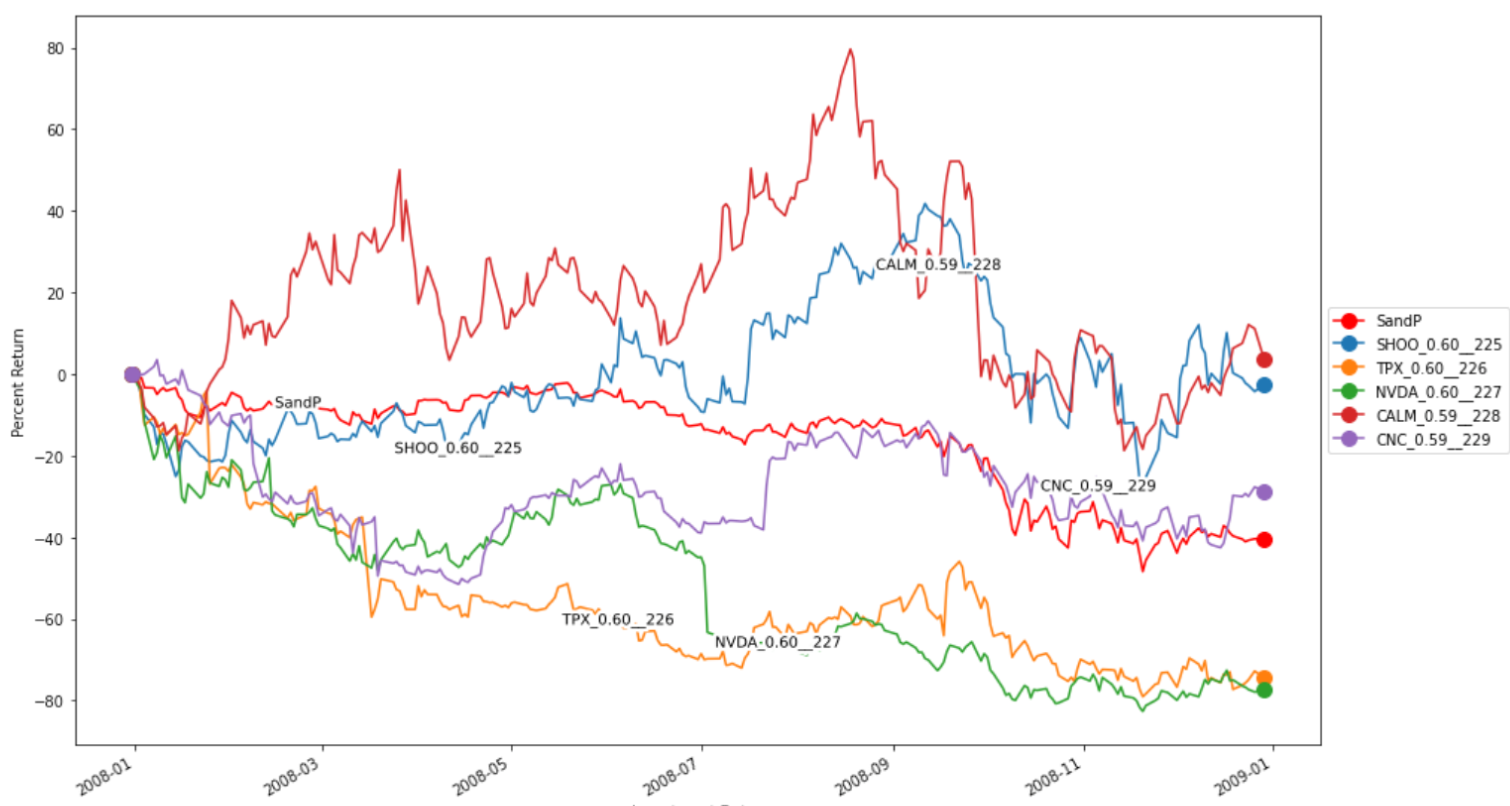 80
60
40
20
0
−20
−40
−60
−80
Percent Return
SandP
SHOO_0.60__225
TPX_0.60__226
NVDA_0.60__227
CALM_0.59__228
CNC_0.59__229
2008-01
2008-03
2008-05
2008-07
2008-09
2008-11
2009-01
SandP
SHOO_0.60__225
TPX_0.60__226
NVDA_0.60__227
CALM_0.59__228
CNC_0.59__229